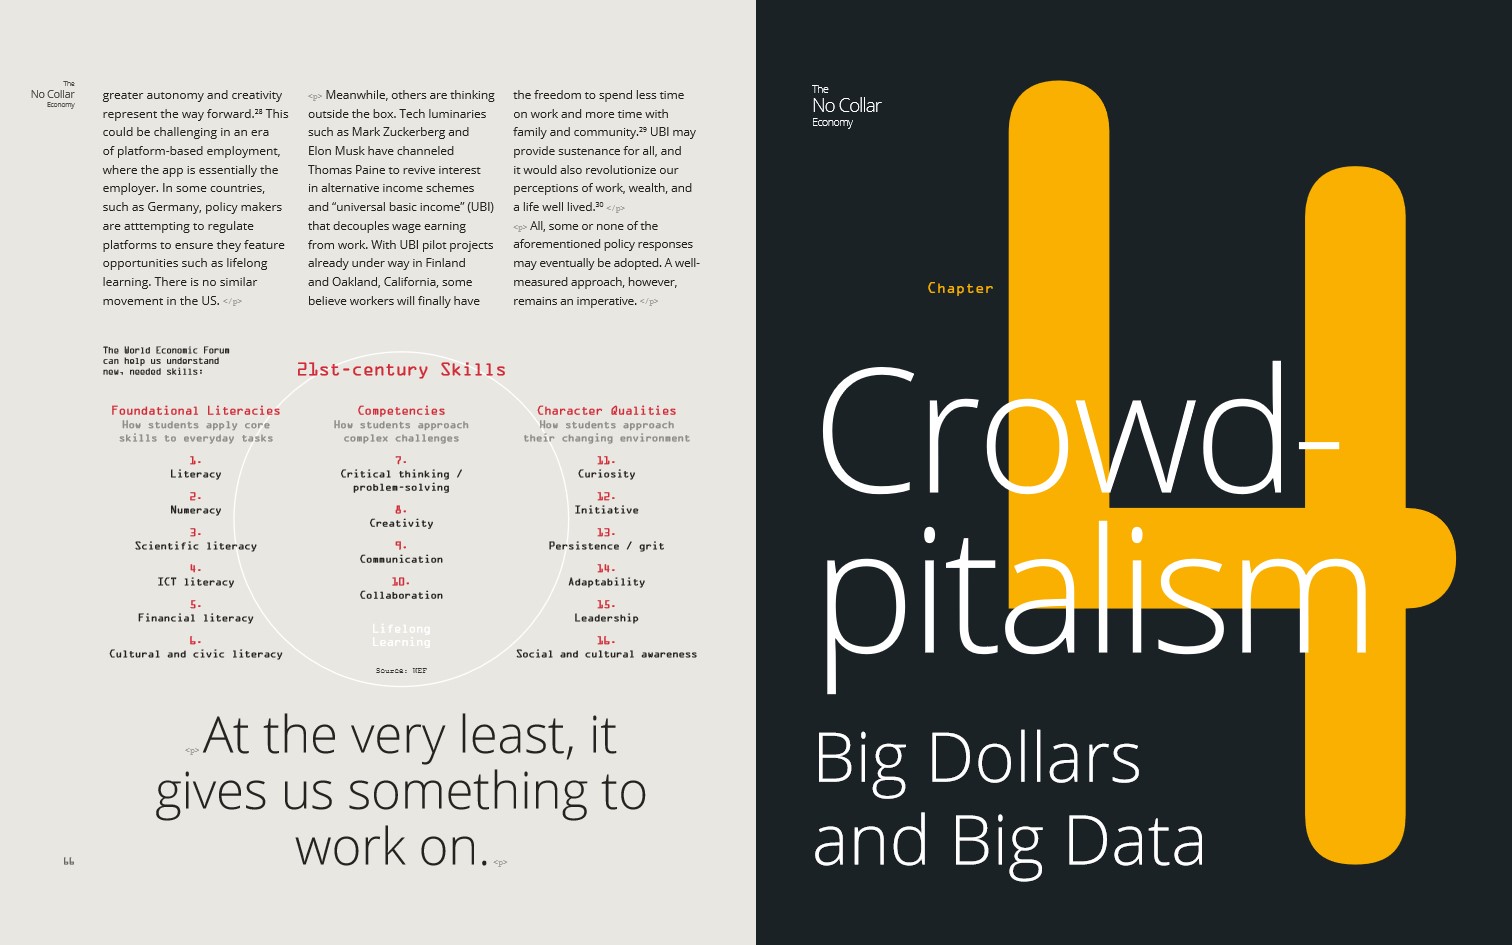 The
No Collar
Economy
greater autonomy and creativity
represent the way forward.²⁸ This
could be challenging in an era
of platform-based employment,
where the app is essentially the
employer. In some countries,
such as Germany, policy makers
are atttempting to regulate
platforms to ensure they feature
opportunities such as lifelong
learning. There is no similar
movement in the US. </p>
<p> Meanwhile, others are thinking
outside the box. Tech luminaries
such as Mark Zuckerberg and
Elon Musk have channeled
Thomas Paine to revive interest
in alternative income schemes
and “universal basic income” (UBI)
that decouples wage earning
from work. With UBI pilot projects
already under way in Finland
and Oakland, California, some
believe workers will finally have
the freedom to spend less time
on work and more time with
family and community.²⁹ UBI may
provide sustenance for all, and
it would also revolutionize our
perceptions of work, wealth, and
a life well lived.³⁰ </p>
<p> All, some or none of the
aforementioned policy responses
may eventually be adopted. A well-
measured approach, however,
remains an imperative. </p>
The World Economic Forum
can help us understand
new, needed skills:
21st-century Skills
Foundational Literacies
How students apply core
skills to everyday tasks
1.
Literacy
2.
Numeracy
3.
Scientific literacy
4.
ICT literacy
5.
Financial literacy
6.
Cultural and civic literacy
Competencies
How students approach
complex challenges
7.
Critical thinking /
problem-solving
8.
Creativity
9.
Communication
10.
Collaboration
Lifelong
Learning
Source: WEF
Character Qualities
How students approach
their changing environment
11.
Curiosity
12.
Initiative
13.
Persistence / grit
14.
Adaptability
15.
Leadership
16.
Social and cultural awareness
<p> At the very least, it
gives us something to
work on. <p>
66
The
No Collar
Economy
Chapter
4
Crowd-
pitalism
Big Dollars
and Big Data